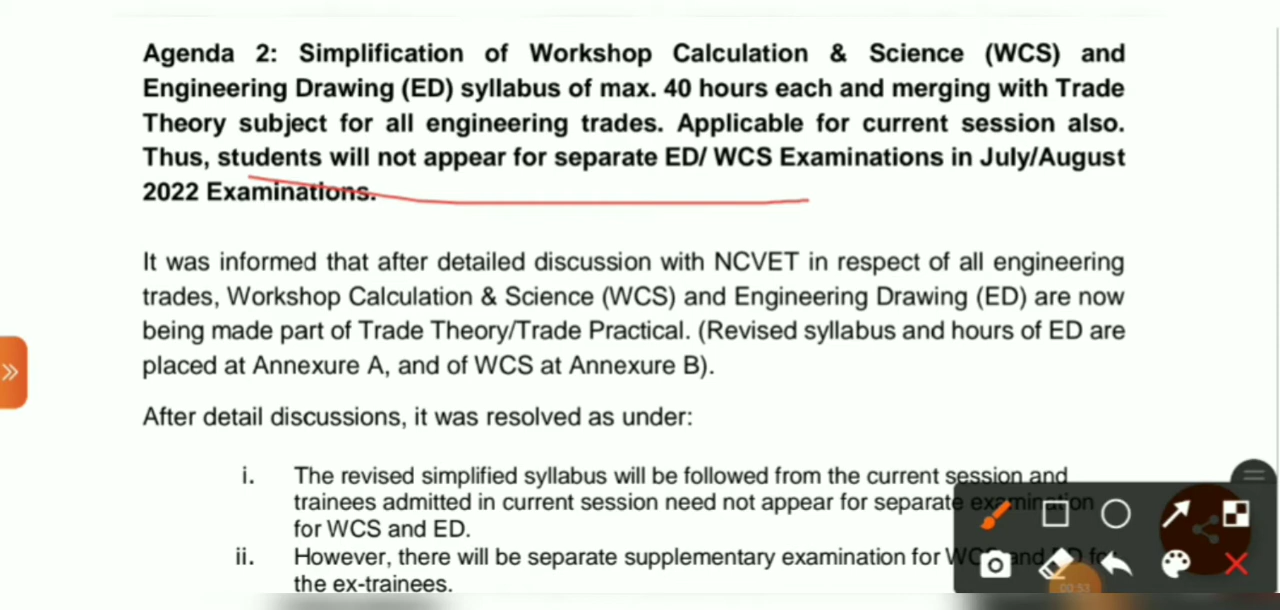 Agenda 2: Simplification of Workshop Calculation & Science (WCS) and
Engineering Drawing (ED) syllabus of max. 40 hours each and merging with Trade
Theory subject for all engineering trades. Applicable for current session also.
Thus, students will not appear for separate ED/ WCS Examinations in July/August
2022 Examinations.
It was informed that after detailed discussion with NCVET in respect of all engineering
trades, Workshop Calculation & Science (WCS) and Engineering Drawing (ED) are now
being made part of Trade Theory/Trade Practical. (Revised syllabus and hours of ED are
placed at Annexure A, and of WCS at Annexure B).
After detail discussions, it was resolved as under:
i. The revised simplified syllabus will be followed from the current session and
trainees admitted in current session need not appear for separate examination
for WCS and ED.
ii. However, there will be separate supplementary examination for WCS and ED for
the ex-trainees.
00:53